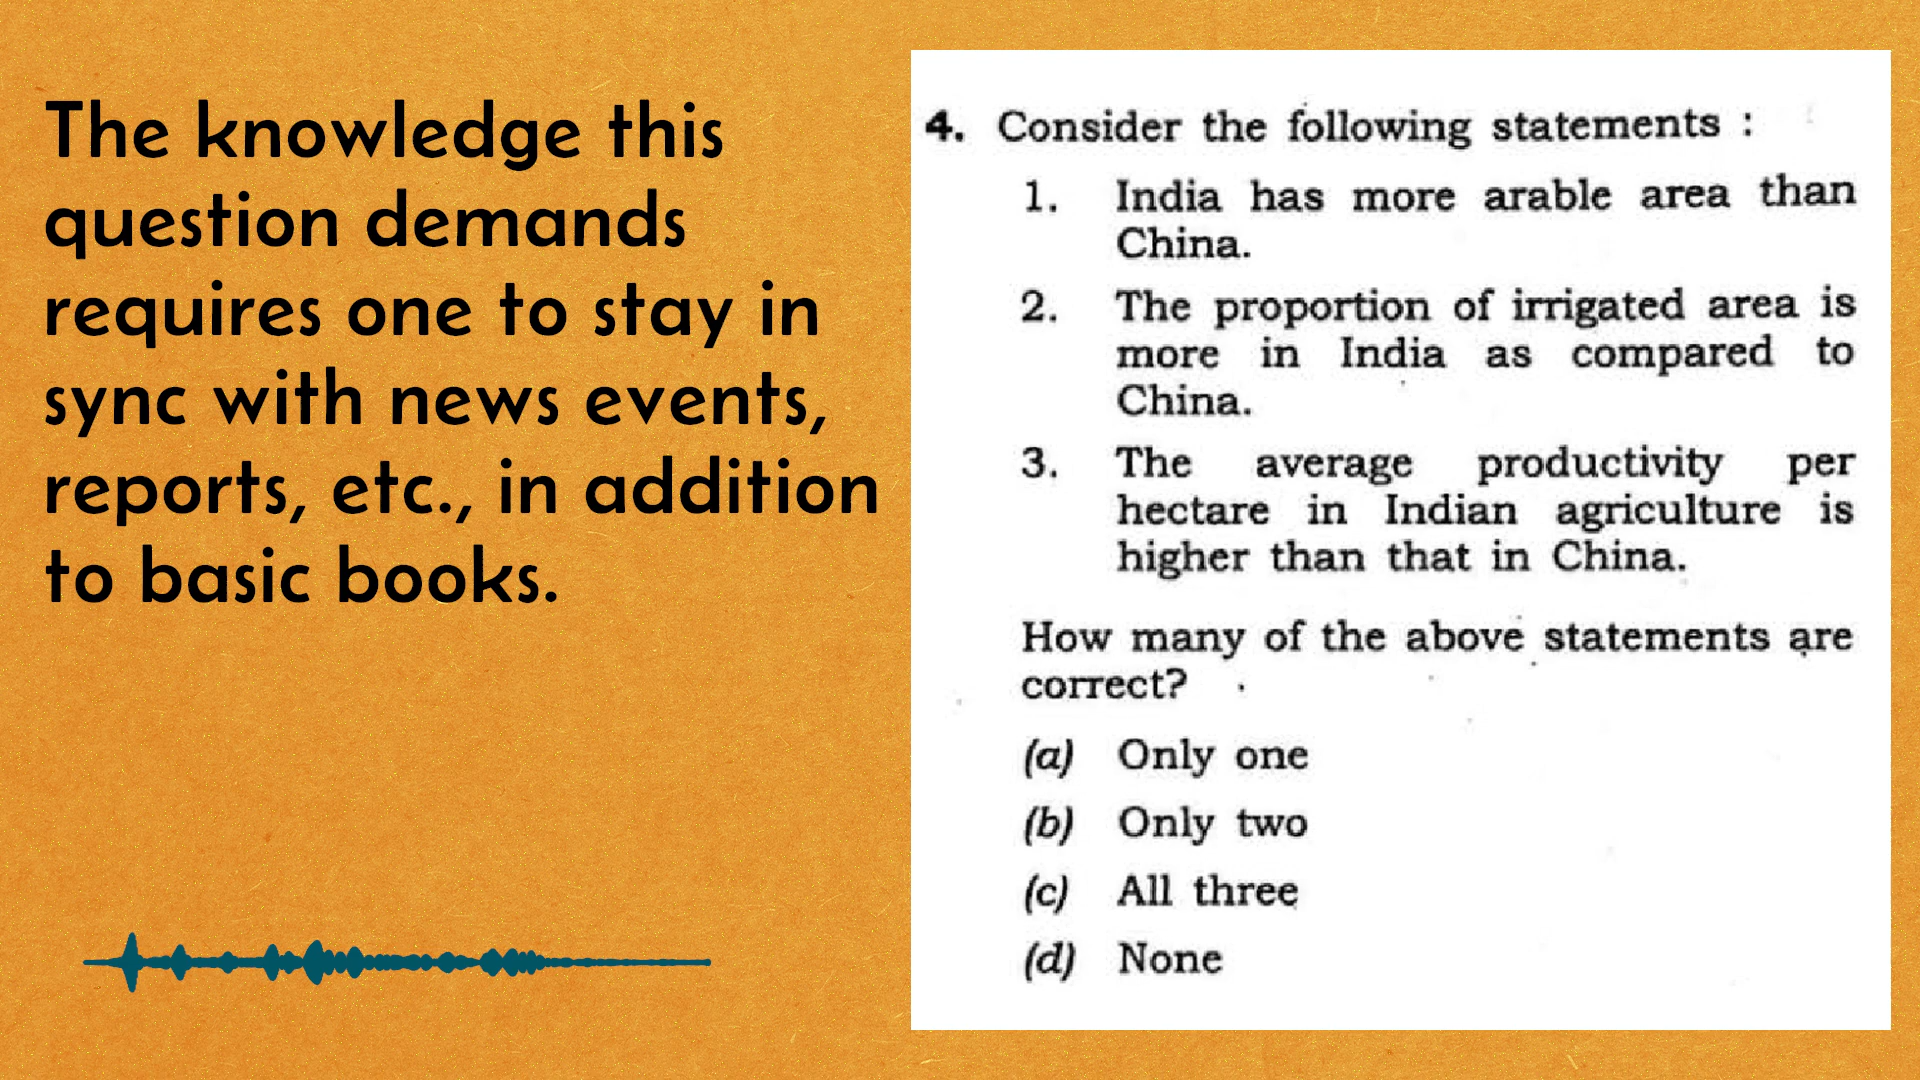 The knowledge this
question demands
requires one to stay in
sync with news events,
reports, etc., in addition
to basic books.
4. Consider the following statements :
1. India has more arable area than
China.
2. The proportion of irrigated area is
more in India as compared to
China.
3. The average productivity per
hectare in Indian agriculture is
higher than that in China.
How many of the above statements are
correct?
(a) Only one
(b) Only two
(c) All three
(d) None